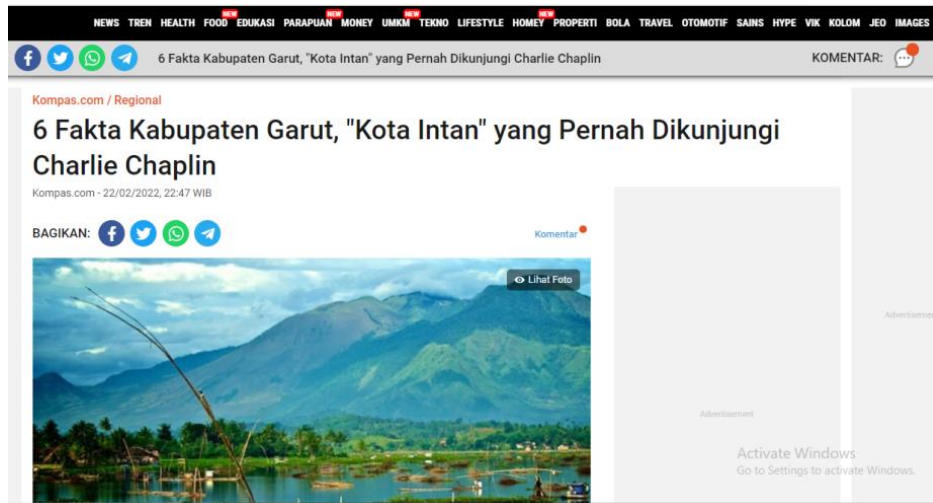 NEWS TREN HEALTH FOOD NEW EDUKASI PARAPUAN NEW MONEY UMKM NEW TEKNO LIFESTYLE HOMEY NEW PROPERTI BOLA TRAVEL OTOMOTIF SAINS HYPE VIK KOLOM JEO IMAGES
6 Fakta Kabupaten Garut, "Kota Intan" yang Pernah Dikunjungi Charlie Chaplin
KOMENTAR:
Kompas.com / Regional
6 Fakta Kabupaten Garut, "Kota Intan" yang Pernah Dikunjungi
Charlie Chaplin
Kompas.com - 22/02/2022, 22:47 WIB
BAGIKAN:
Komentar
Lihat Foto
Advertisement
Activate Windows
Go to Settings to activate Windows.